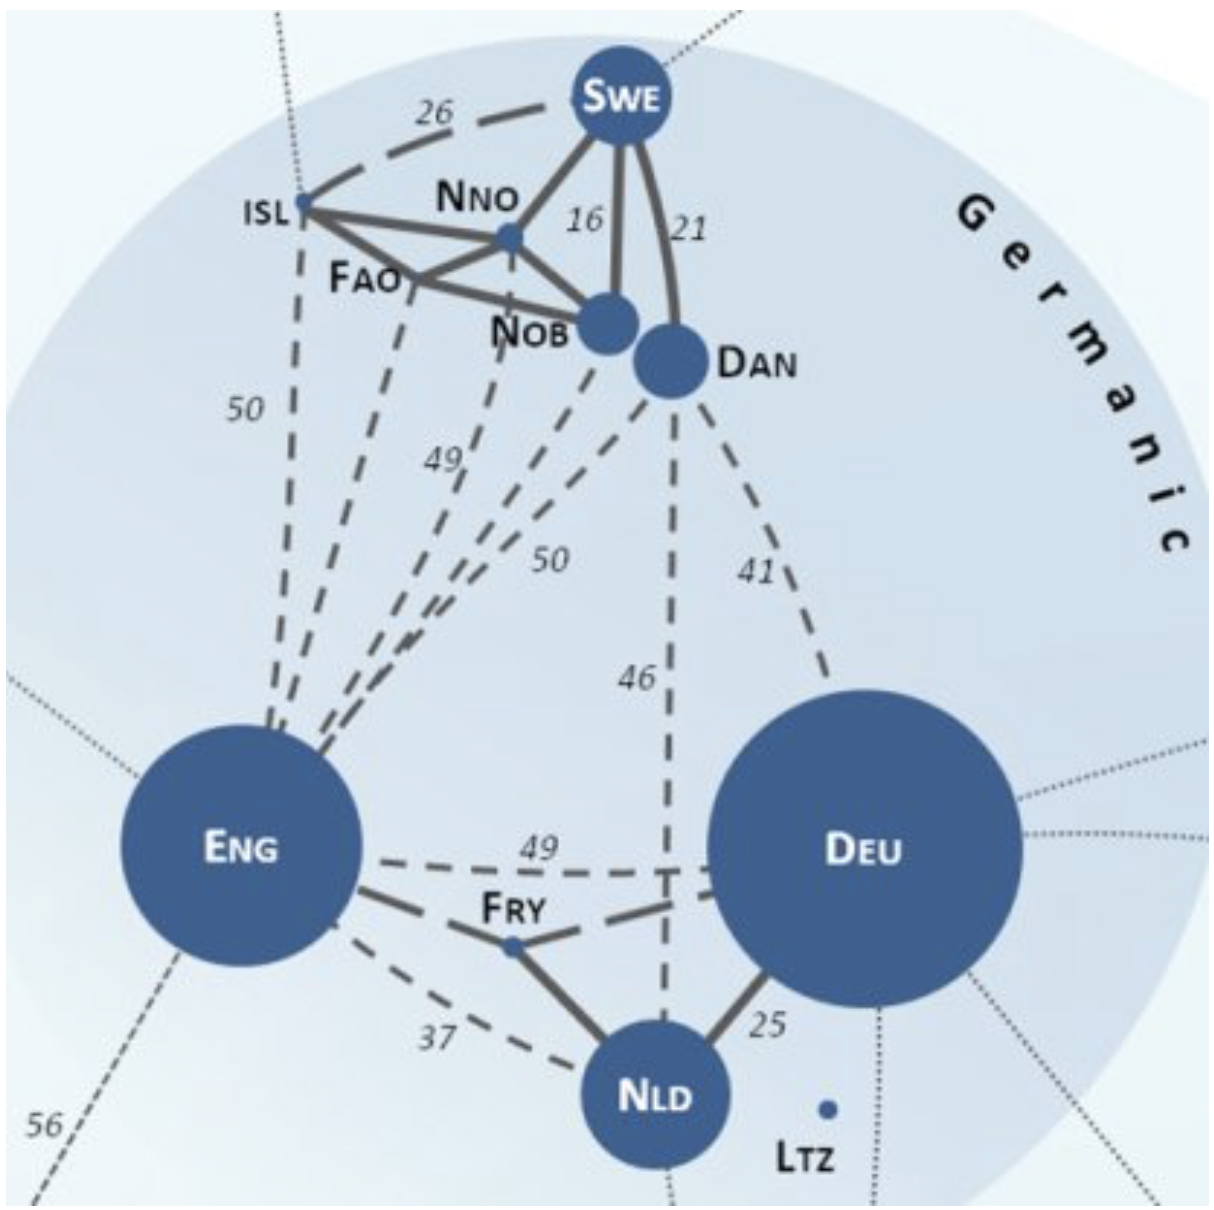 SWE
26
NNO
ISL
16
21
FAO
NOB
DAN
Germanic
50
49
50
41
46
ENG
49
DEU
FRY
37
25
NLD
56
LTZ